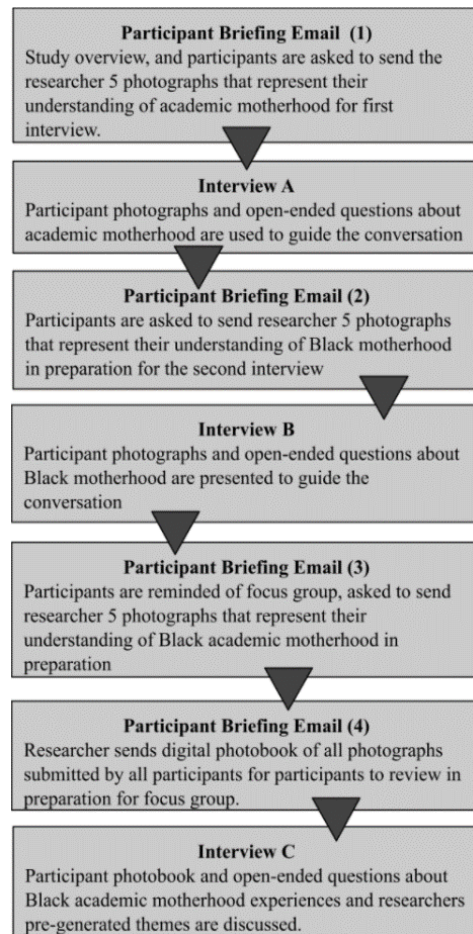 Participant Briefing Email (1)
Study overview, and participants are asked to send the
researcher 5 photographs that represent their
understanding of academic motherhood for first
interview.
Interview A
Participant photographs and open-ended questions about
academic motherhood are used to guide the conversation
Participant Briefing Email (2)
Participants are asked to send researcher 5 photographs
that represent their understanding of Black motherhood
in preparation for the second interview
Interview B
Participant photographs and open-ended questions about
Black motherhood are presented to guide the
conversation
Participant Briefing Email (3)
Participants are reminded of focus group, asked to send
researcher 5 photographs that represent their
understanding of Black academic motherhood in
preparation
Participant Briefing Email (4)
Researcher sends digital photobook of all photographs
submitted by all participants for participants to review in
preparation for focus group.
Interview C
Participant photobook and open-ended questions about
Black academic motherhood experiences and researchers
pre-generated themes are discussed.